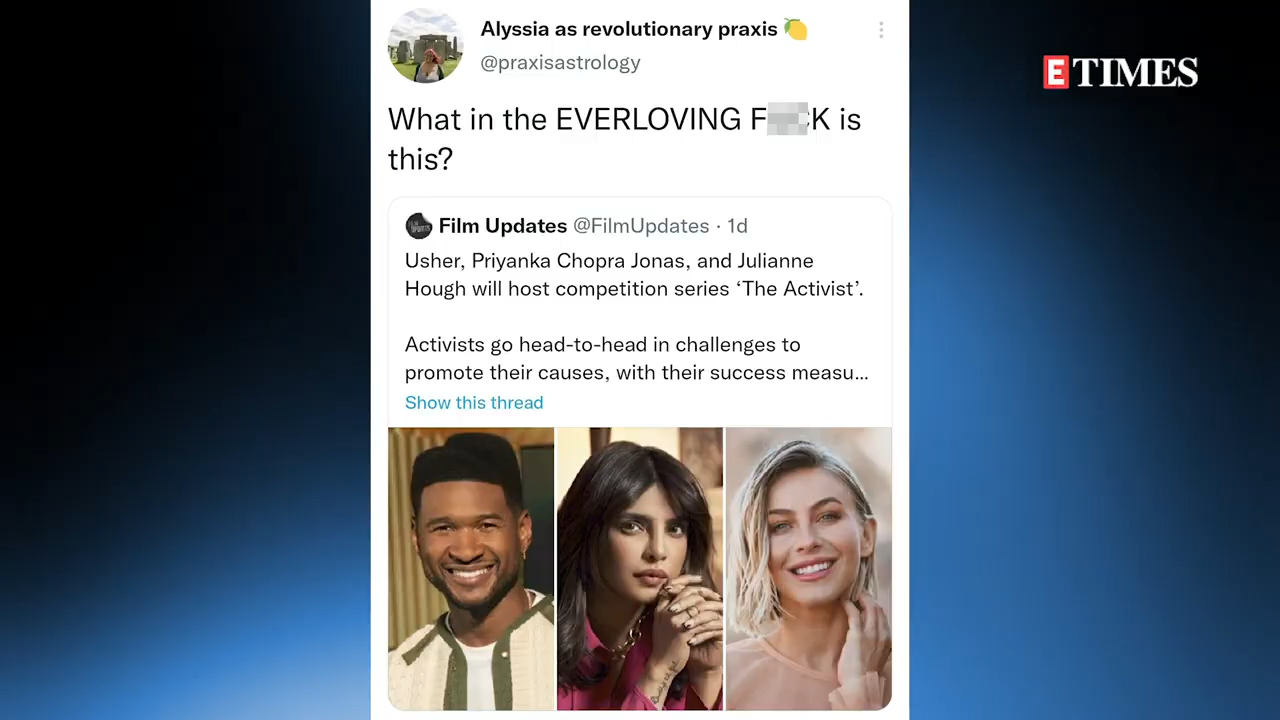 Alyssia as revolutionary praxis 🍋
@praxisastrology
ETIMES
What in the EVERLOVING F CK is
this?
Film Updates @FilmUpdates · 1d
Usher, Priyanka Chopra Jonas, and Julianne
Hough will host competition series ‘The Activist’.
Activists go head-to-head in challenges to
promote their causes, with their success measu...
Show this thread